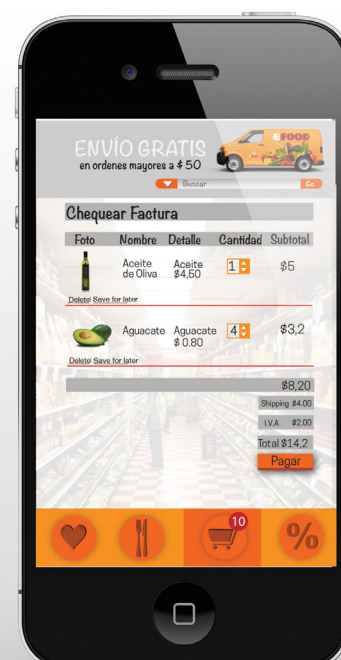 ENVÍO GRATIS
en ordenes mayores a $ 50
FOOD
Buscar Go
Chequear Factura
Foto Nombre Detalle Cantidad Subtotal
Aceite de Oliva Aceite $4,50 1 $5
Delete Save for later
Aguacate Aguacate $ 0.80 4 $3,2
Delete Save for later
$8,20
Shipping $4.00
I.V.A $2.00
Total $14,2
Pagar
10
%